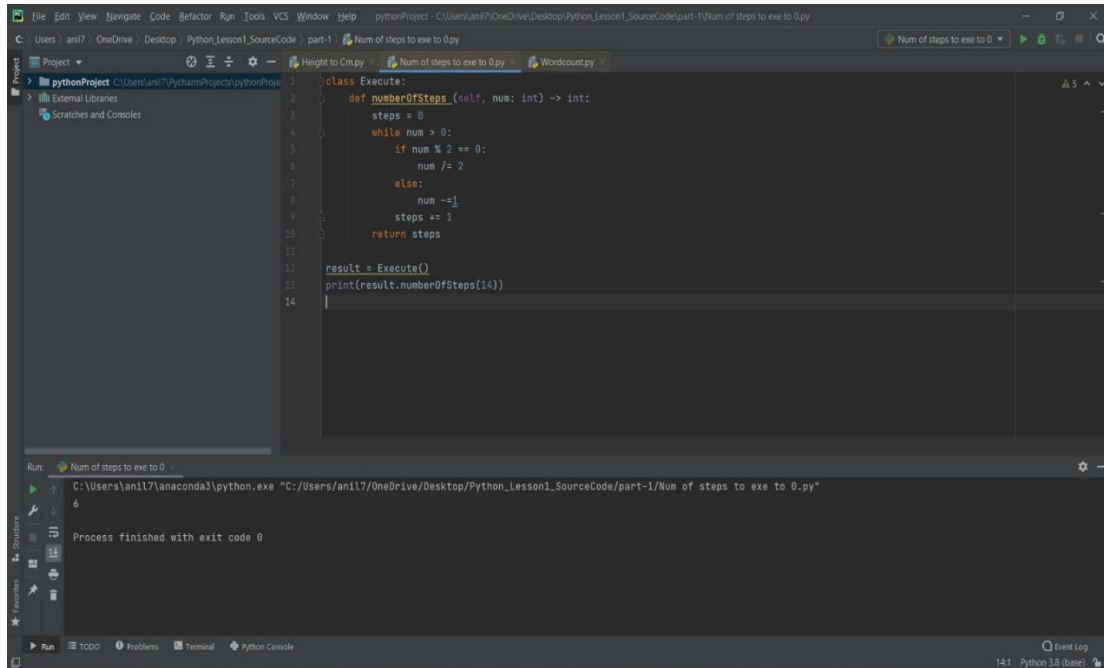 File Edit View Navigate Code Refactor Run Tools VCS Window Help pythonProject - C:\Users\anil7\OneDrive\Desktop\Python_Lesson1_SourceCode\part-1\Num of steps to exe to 0.py
C: Users anil7 OneDrive Desktop Python_Lesson1_SourceCode part-1 Num of steps to exe to 0.py Num of steps to exe to 0
Project
Project
Height to Cm.py Num of steps to exe to 0.py Wordcount.py
pythonProject C:\Users\anil7\PycharmProjects\pythonProje
External Libraries
Scratches and Consoles
5
1 class Execute:
2     def numberOfSteps (self, num: int) -> int:
3         steps = 0
4         while num > 0:
5             if num % 2 == 0:
6                 num /= 2
7             else:
8                 num -=1
9             steps += 1
10         return steps
11
12 result = Execute()
13 print(result.numberOfSteps(14))
14
Run: Num of steps to exe to 0
C:\Users\anil7\anaconda3\python.exe "C:/Users/anil7/OneDrive/Desktop/Python_Lesson1_SourceCode/part-1/Num of steps to exe to 0.py"
6
Process finished with exit code 0
Structure
Favorites
Run TODO Problems Terminal Python Console Event Log
14:1 Python 3.8 (base)